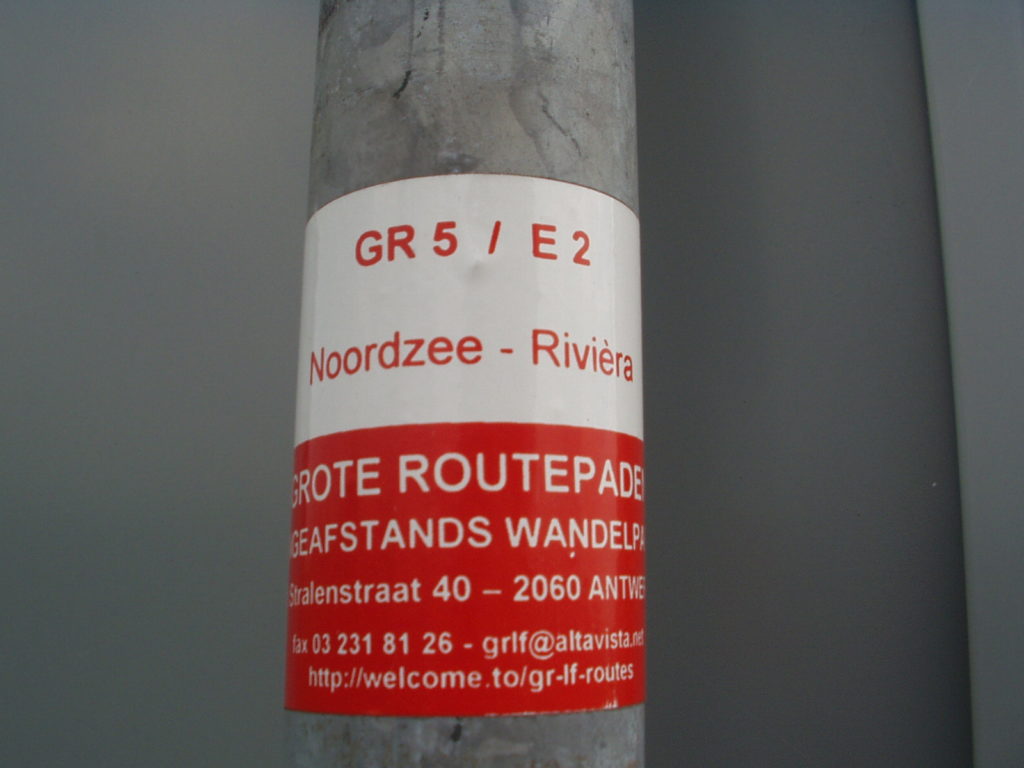 GR 5 / E 2
Noordzee - Rivièra
GROTE ROUTEPADE
GEAFSTANDS WANDELPA
Stralenstraat 40 – 2060 ANTWE
fax 03 231 81 26 - grlf@altavista.net
http://welcome.to/gr-lf-routes